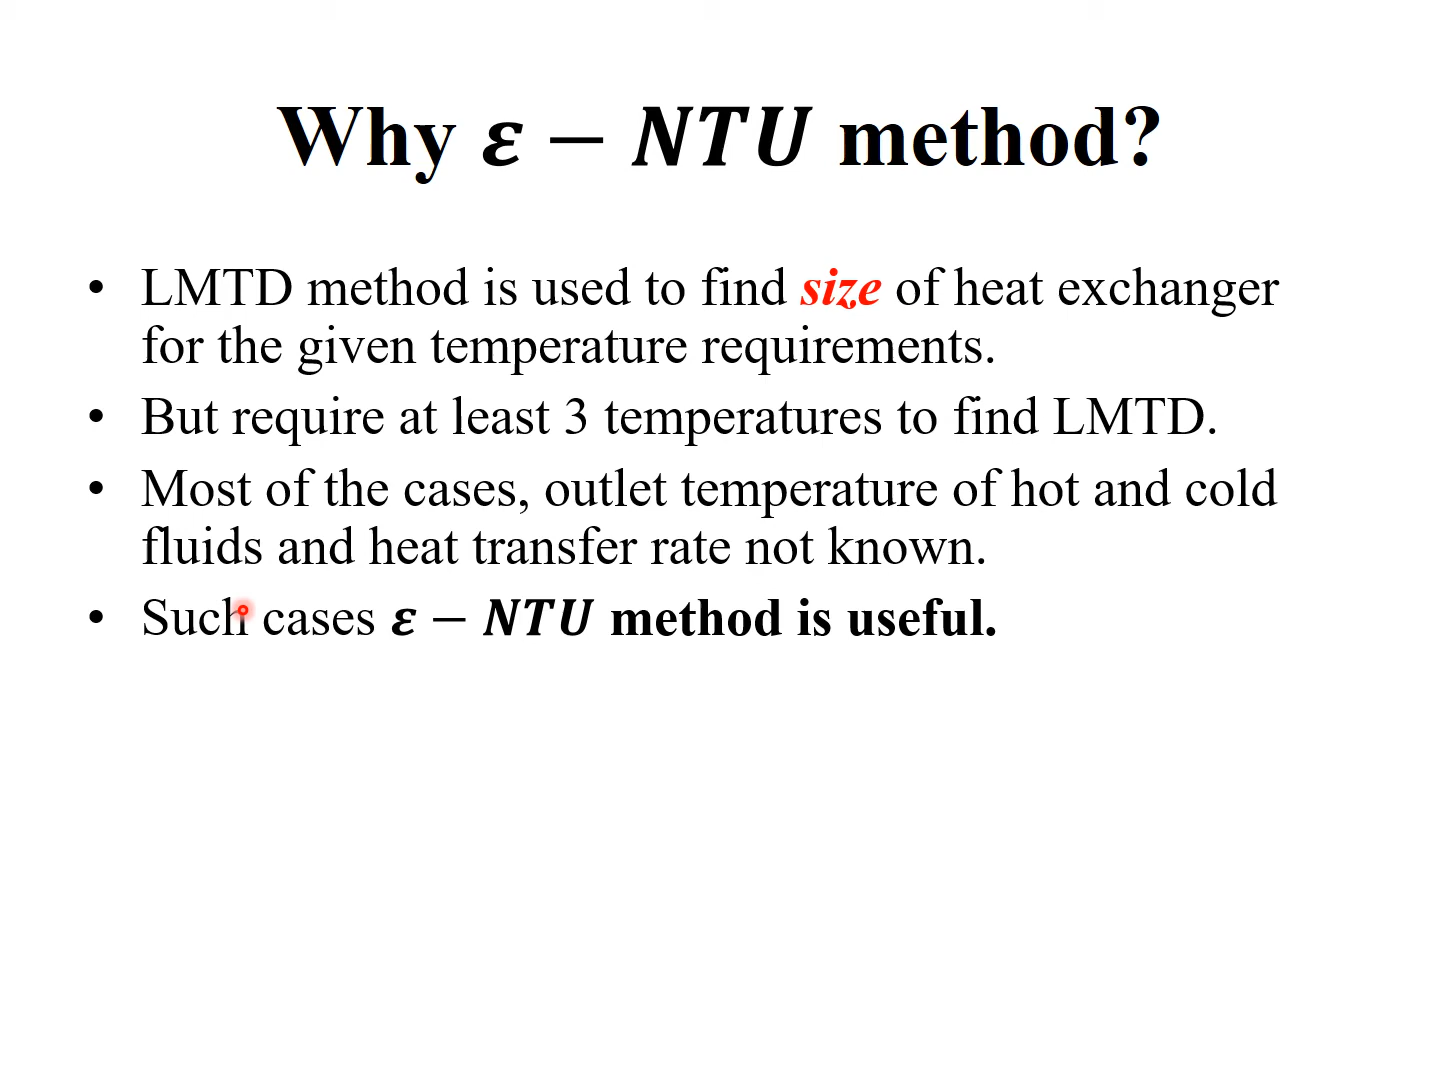 Why ε − NTU method?
• LMTD method is used to find size of heat exchanger
for the given temperature requirements.
• But require at least 3 temperatures to find LMTD.
• Most of the cases, outlet temperature of hot and cold
fluids and heat transfer rate not known.
• Such cases ε − NTU method is useful.